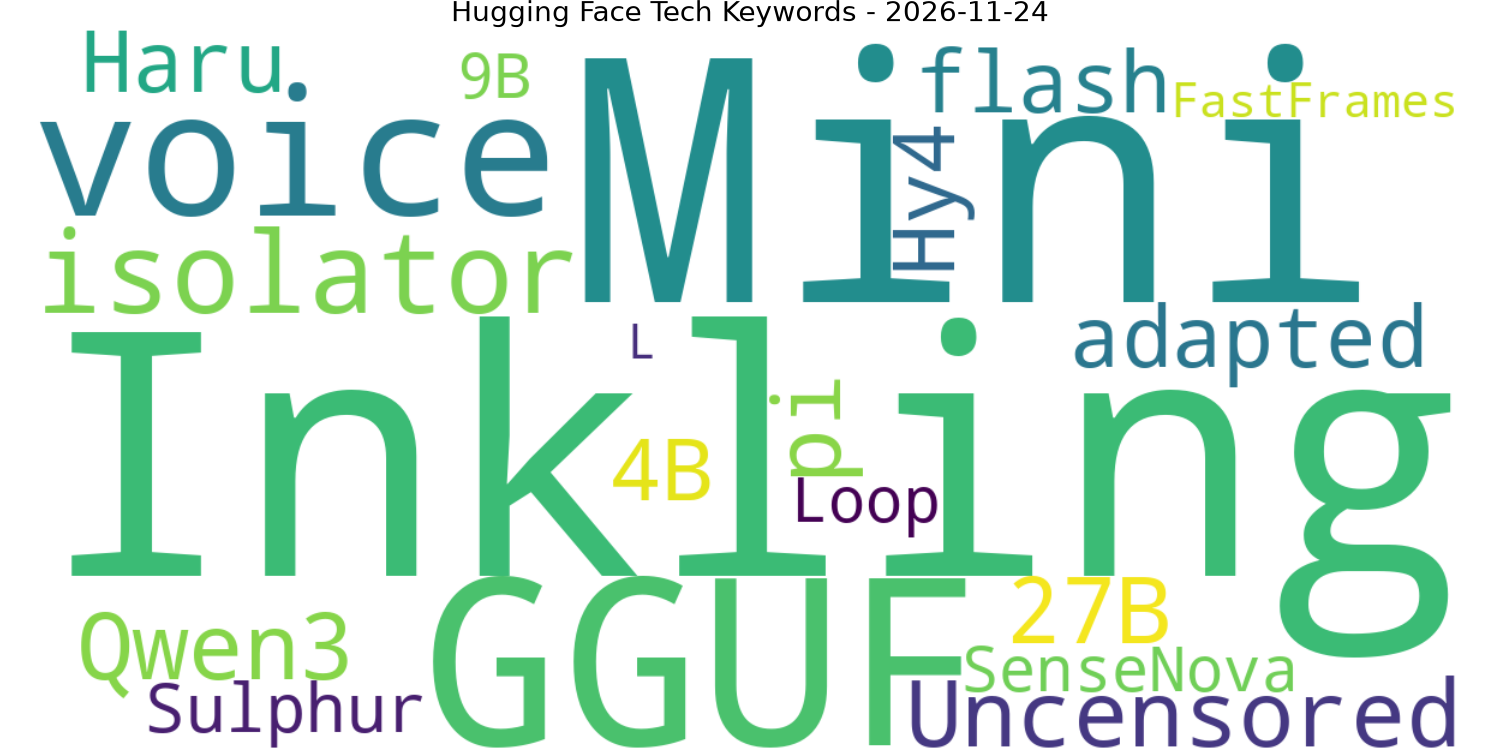 Hugging Face Tech Keywords - 2026-11-24
Haru
9B
Mini
flash
FastFrames
voice
Hy4
isolator
L
adapted
Inkling
pi
4B
Loop
GGUF
27B
Qwen3
SenseNova
Sulphur
Uncensored